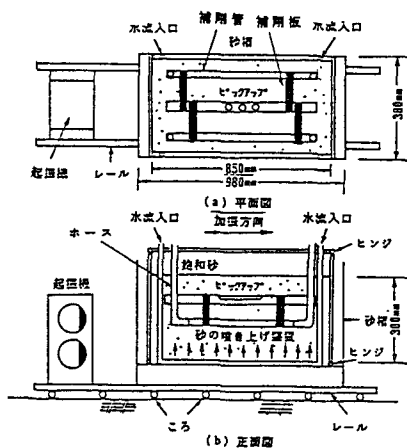 水流入口
補剛管
補剛板
水流入口
砂箱
ピックアップ
380mm
起振機
レール
850mm
980mm
(a) 平面図
水流入口
加振方向
水流入口
ホース
ヒンジ
飽和砂
起振機
ピックアップ
砂箱
300mm
砂の噴き上げ装置
ヒンジ
ころ
レール
(b) 正面図